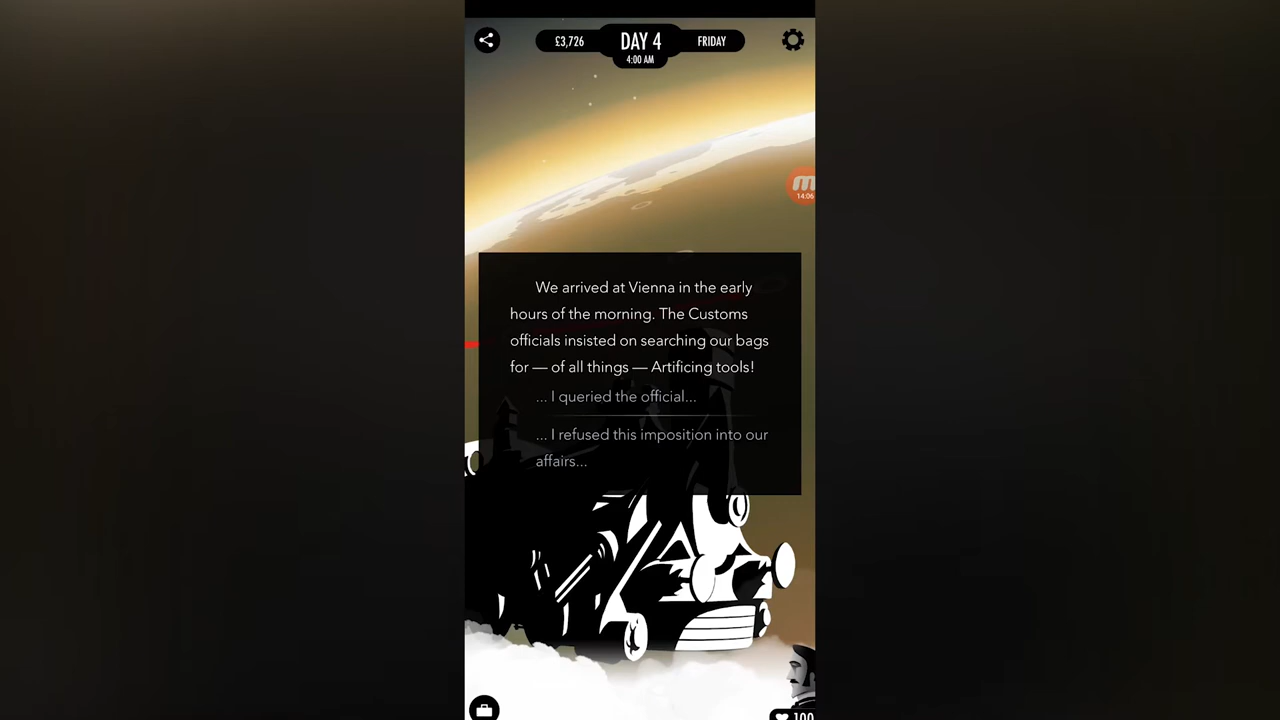 £3,726
DAY 4
FRIDAY
4:00 AM
14:06
We arrived at Vienna in the early
hours of the morning. The Customs
officials insisted on searching our bags
for — of all things — Artificing tools!
... I queried the official...
... I refused this imposition into our
affairs...
100